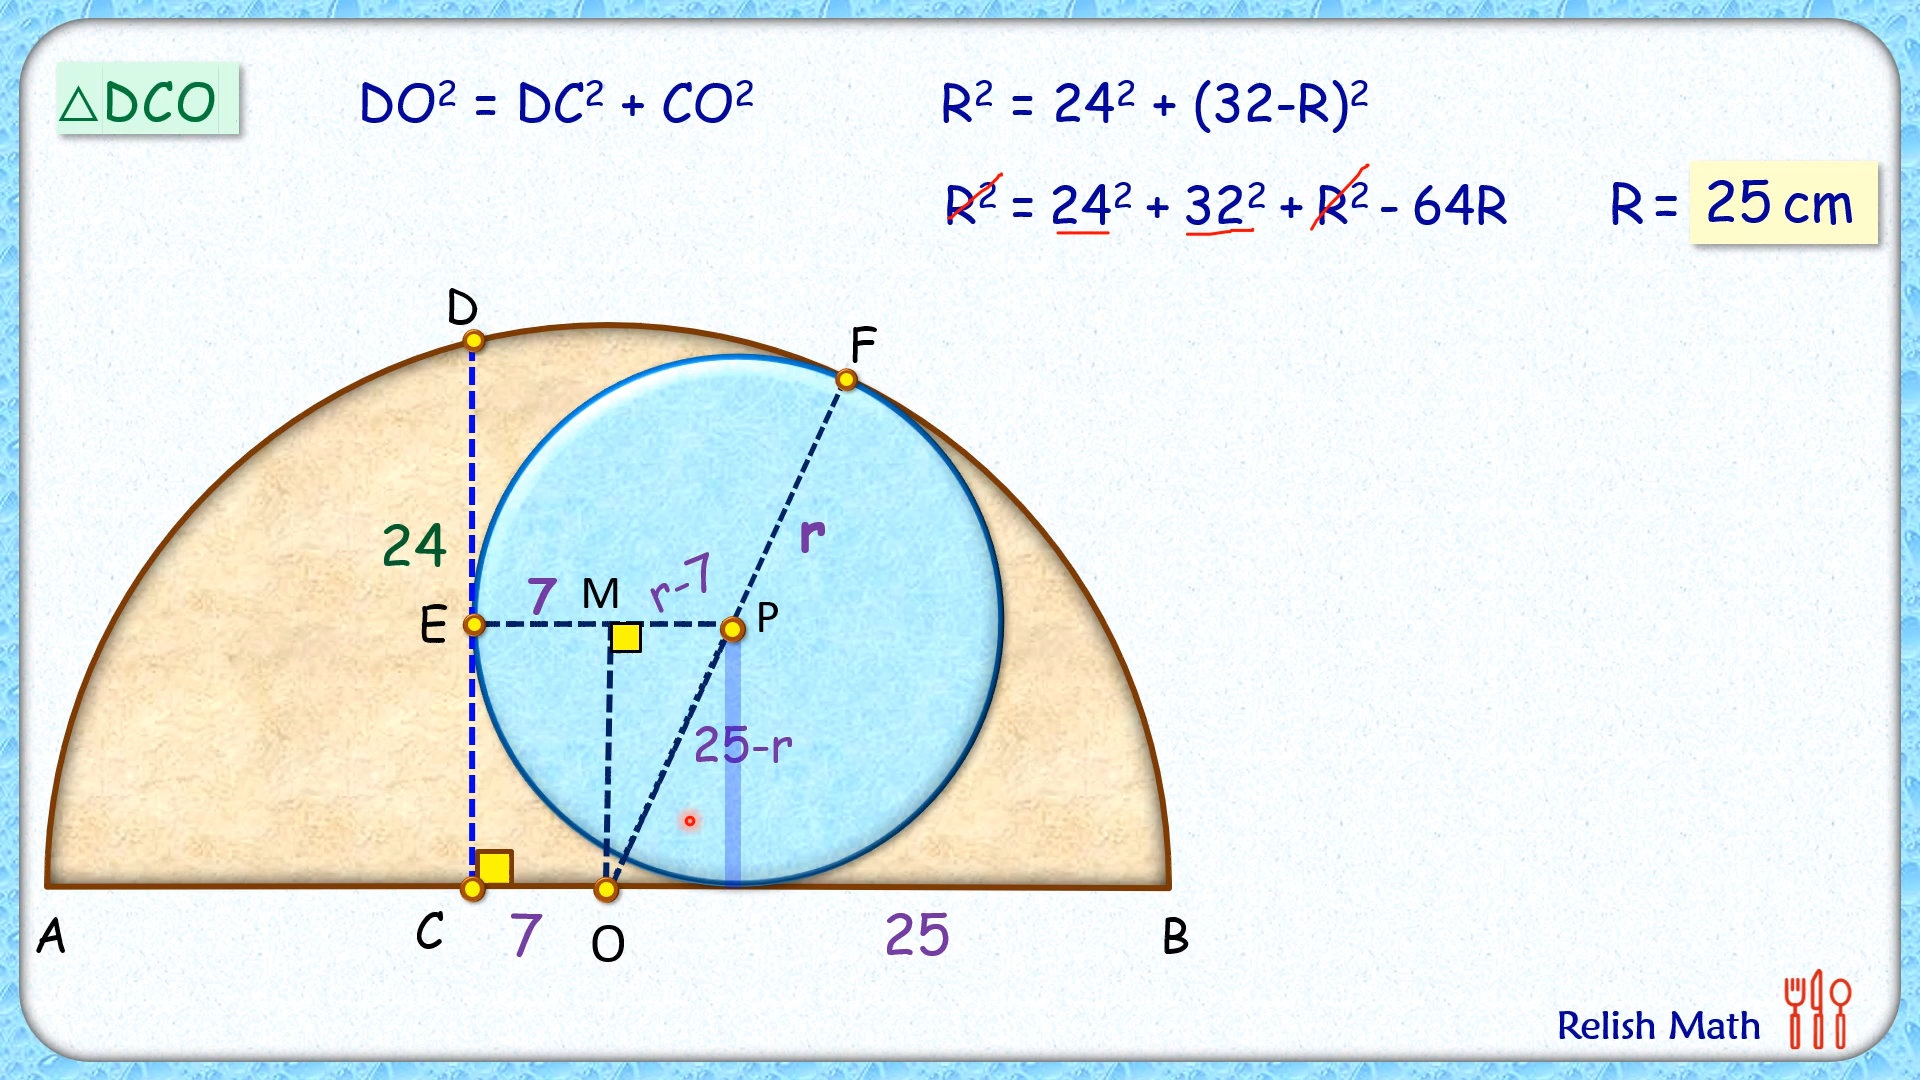 △DCO
DO² = DC² + CO²
R² = 24² + (32-R)²
R² = 24² + 32² + R² - 64R
R = 25 cm
D
F
24
r
7
M
r-7
E
P
25-r
A
C
7
O
25
B
Relish Math